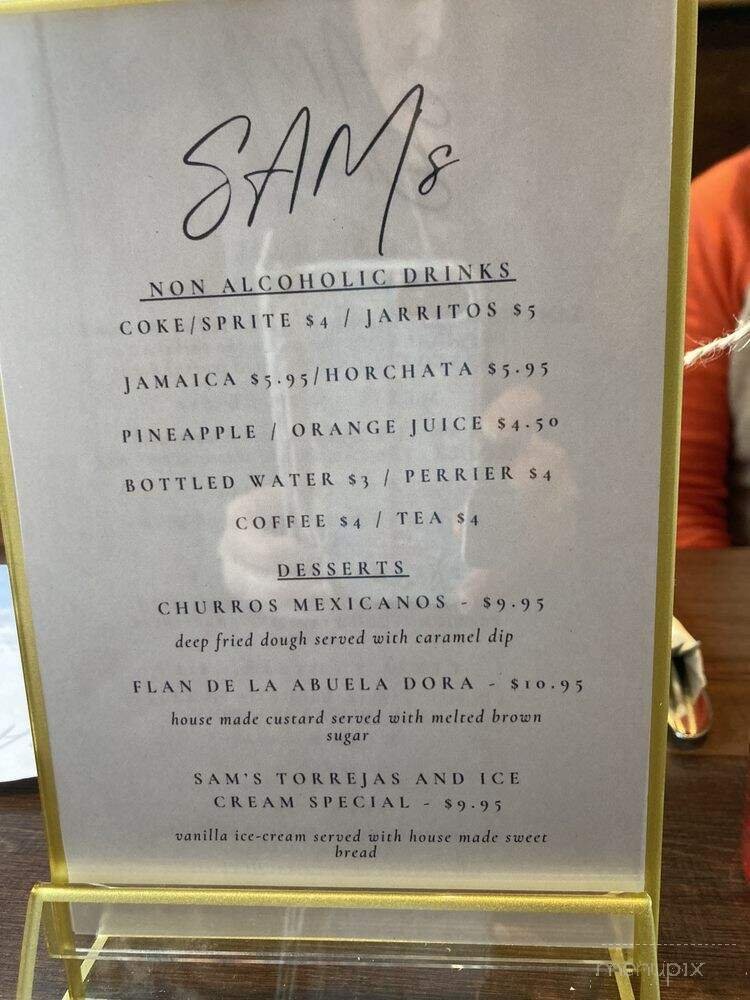 SAMs
NON ALCOHOLIC DRINKS
COKE/SPRITE $4 / JARRITOS $5
JAMAICA $5.95/HORCHATA $5.95
PINEAPPLE / ORANGE JUICE $4.50
BOTTLED WATER $3 / PERRIER $4
COFFEE $4 / TEA $4
DESSERTS
CHURROS MEXICANOS - $9.95
deep fried dough served with caramel dip
FLAN DE LA ABUELA DORA - $10.95
house made custard served with melted brown
sugar
SAM'S TORREJAS AND ICE
CREAM SPECIAL - $9.95
vanilla ice-cream served with house made sweet
bread
menupix